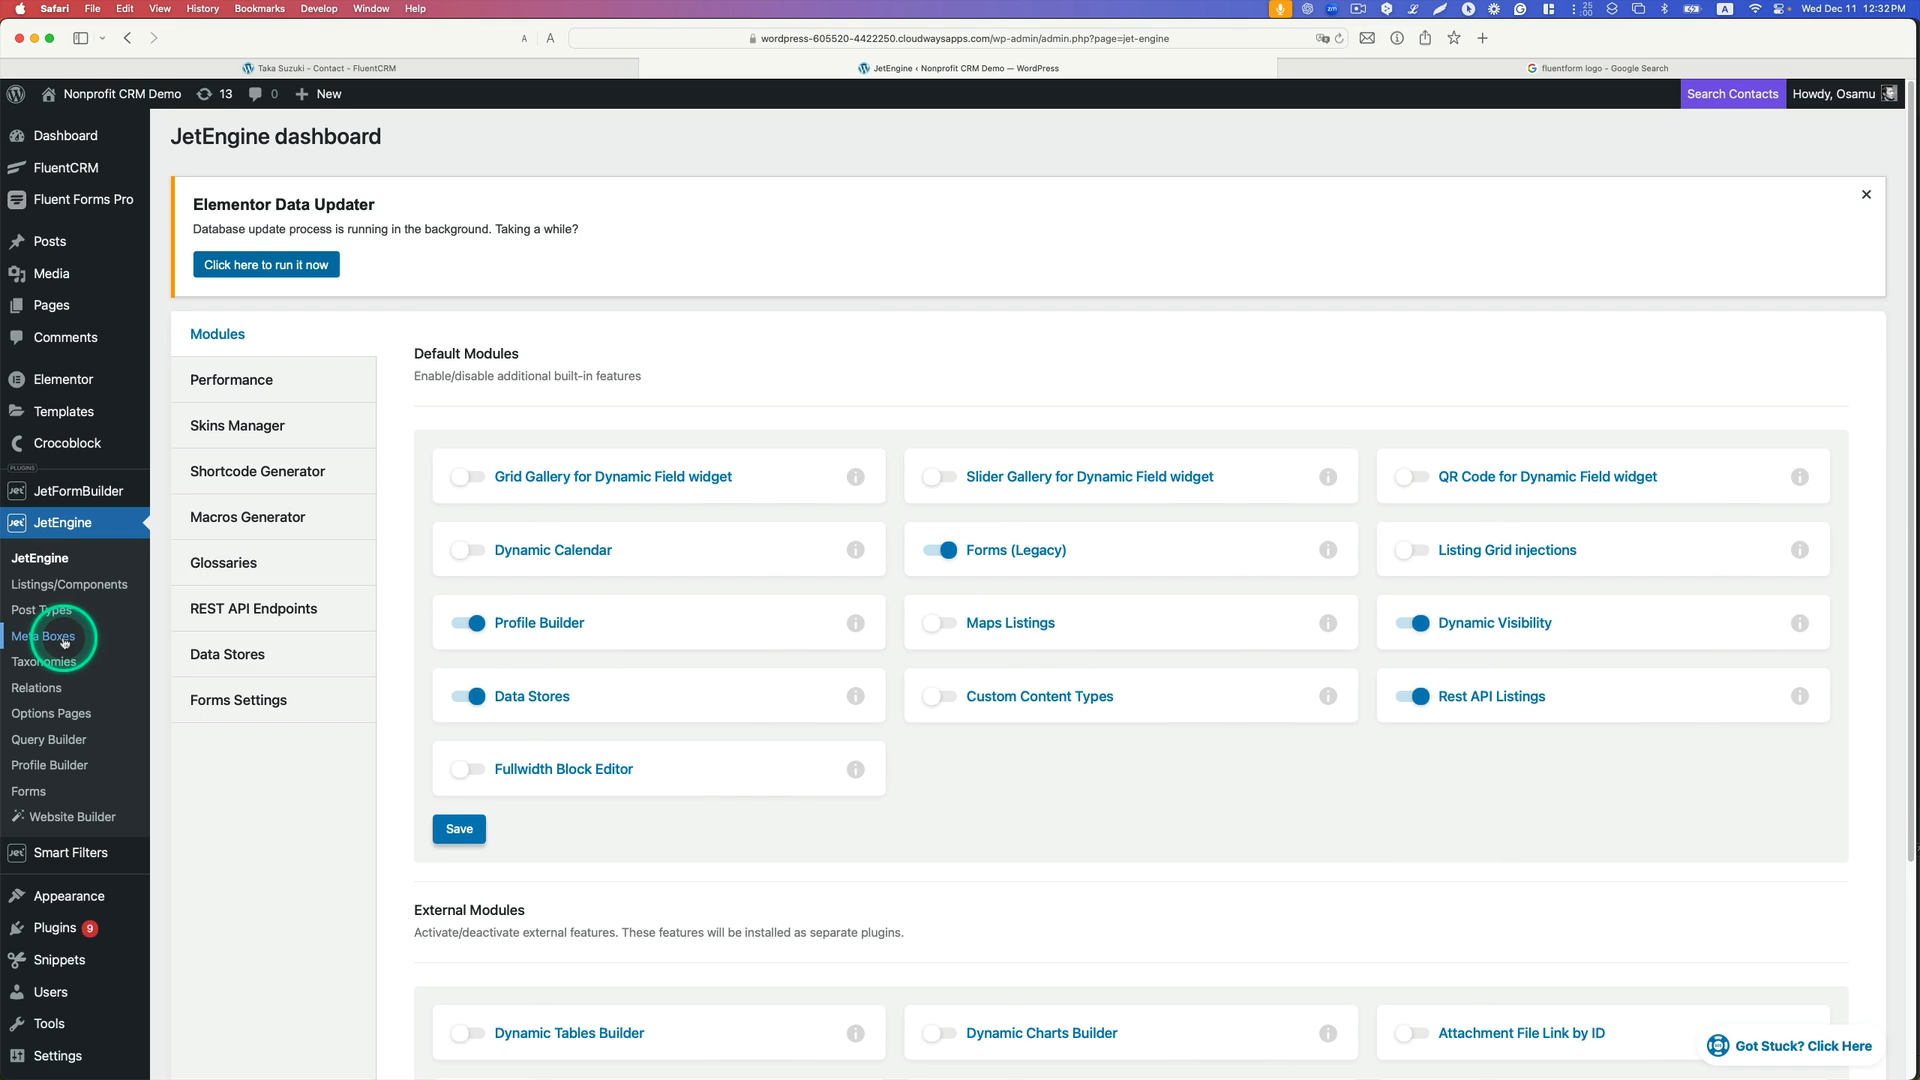 Safari File Edit View History Bookmarks Develop Window Help
25
:00
A
Wed Dec 11 12:32 PM
A A
wordpress-605520-4422250.cloudwaysapps.com/wp-admin/admin.php?page=jet-engine
Taka Suzuki - Contact - FluentCRM
JetEngine ‹ Nonprofit CRM Demo — WordPress
fluentform logo - Google Search
Nonprofit CRM Demo 13 0 New
Search Contacts
Howdy, Osamu
Dashboard
FluentCRM
Fluent Forms Pro
Posts
Media
Pages
Comments
Elementor
Templates
Crocoblock
PLUGINS
JetFormBuilder
JetEngine
JetEngine
Listings/Components
Post Types
Meta Boxes
Taxonomies
Relations
Options Pages
Query Builder
Profile Builder
Forms
Website Builder
Smart Filters
Appearance
Plugins 9
Snippets
Users
Tools
Settings
JetEngine dashboard
Elementor Data Updater
Database update process is running in the background. Taking a while?
Click here to run it now
Modules
Performance
Skins Manager
Shortcode Generator
Macros Generator
Glossaries
REST API Endpoints
Data Stores
Forms Settings
Default Modules
Enable/disable additional built-in features
Grid Gallery for Dynamic Field widget
Slider Gallery for Dynamic Field widget
QR Code for Dynamic Field widget
Dynamic Calendar
Forms (Legacy)
Listing Grid injections
Profile Builder
Maps Listings
Dynamic Visibility
Data Stores
Custom Content Types
Rest API Listings
Fullwidth Block Editor
Save
External Modules
Activate/deactivate external features. These features will be installed as separate plugins.
Dynamic Tables Builder
Dynamic Charts Builder
Attachment File Link by ID
Got Stuck? Click Here